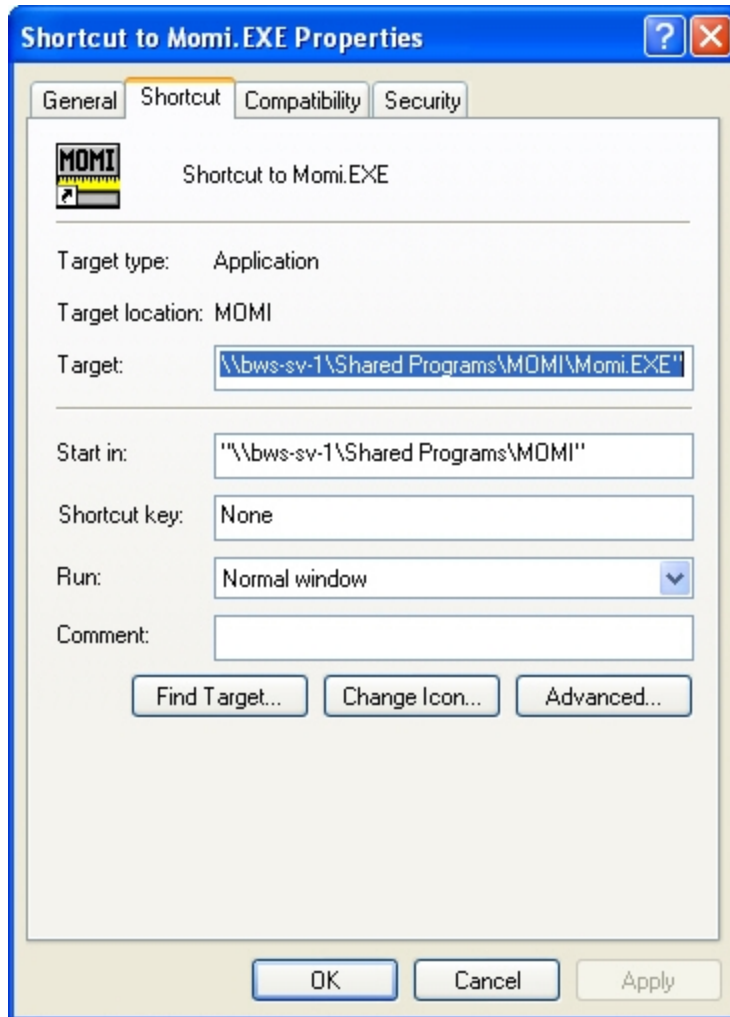 Shortcut to Momi.EXE Properties
General Shortcut Compatibility Security
MOMI Shortcut to Momi.EXE
Target type: Application
Target location: MOMI
Target: \\bws-sv-1\Shared Programs\MOMI\Momi.EXE"
Start in: "\\bws-sv-1\Shared Programs\MOMI"
Shortcut key: None
Run: Normal window
Comment:
Find Target... Change Icon... Advanced...
OK Cancel Apply